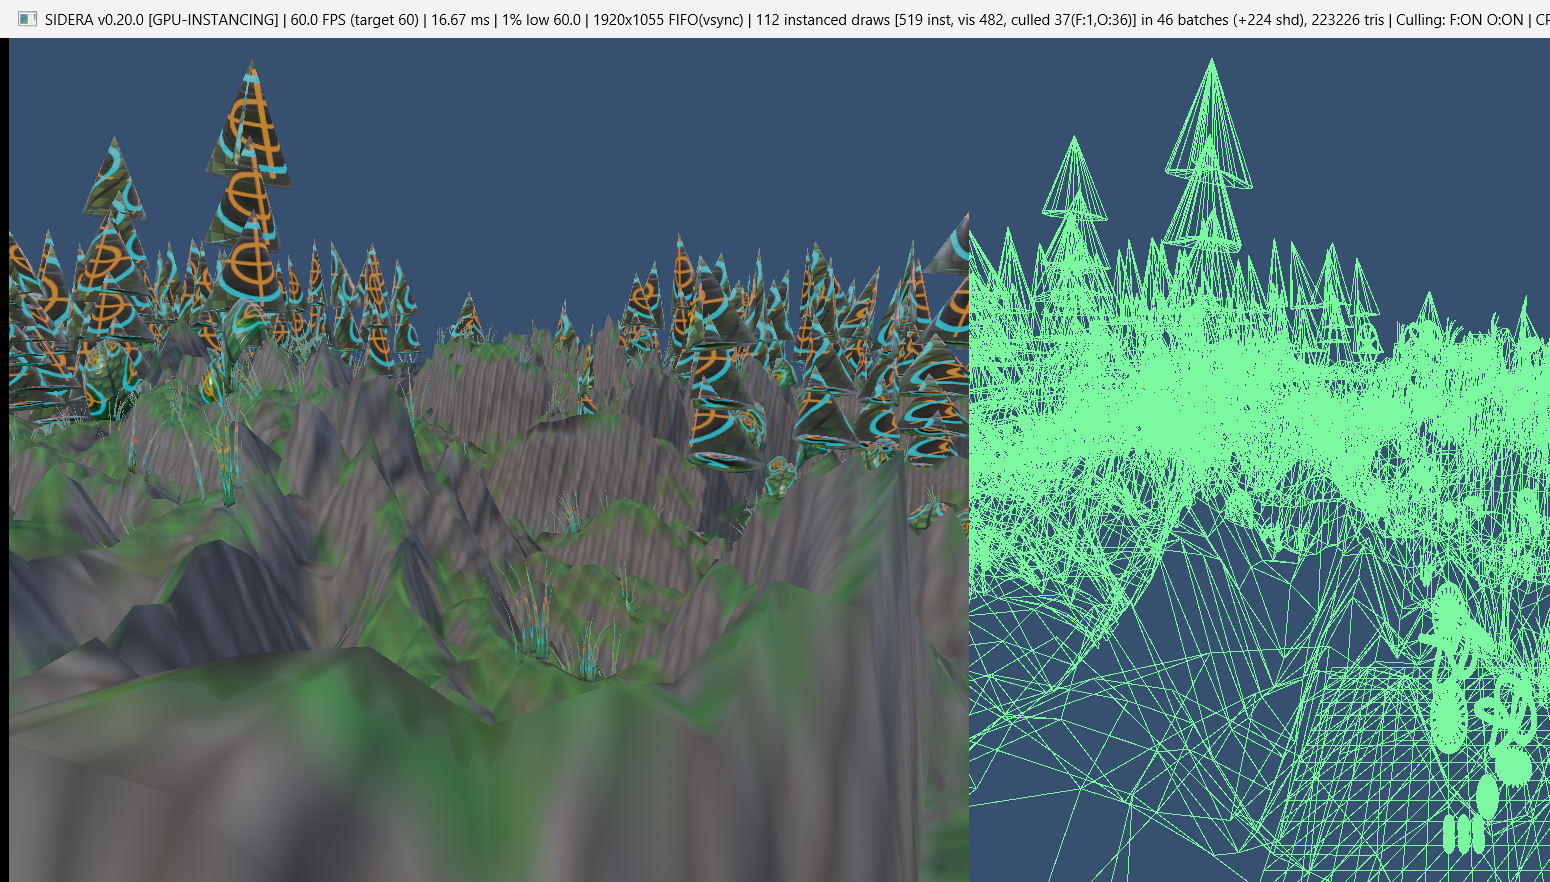 SIDERA v0.20.0 [GPU-INSTANCING] | 60.0 FPS (target 60) | 16.67 ms | 1% low 60.0 | 1920x1055 FIFO(vsync) | 112 instanced draws [519 inst, vis 482, culled 37(F:1,O:36)] in 46 batches (+224 shd), 223226 tris | Culling: F:ON O:ON |